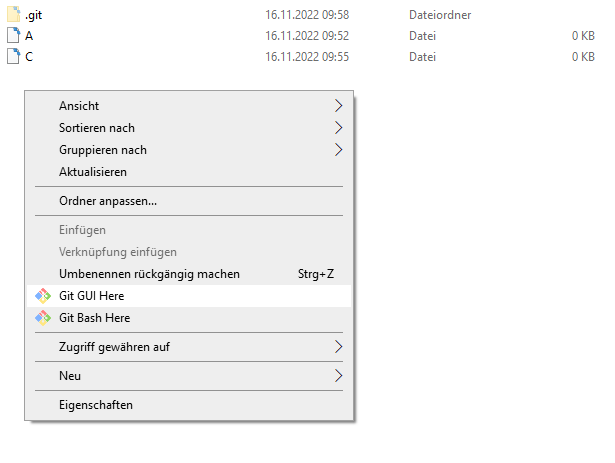 .git 16.11.2022 09:58 Dateiordner
A 16.11.2022 09:52 Datei 0 KB
C 16.11.2022 09:55 Datei 0 KB
Ansicht
Sortieren nach
Gruppieren nach
Aktualisieren
Ordner anpassen...
Einfügen
Verknüpfung einfügen
Umbenennen rückgängig machen Strg+Z
Git GUI Here
Git Bash Here
Zugriff gewähren auf
Neu
Eigenschaften